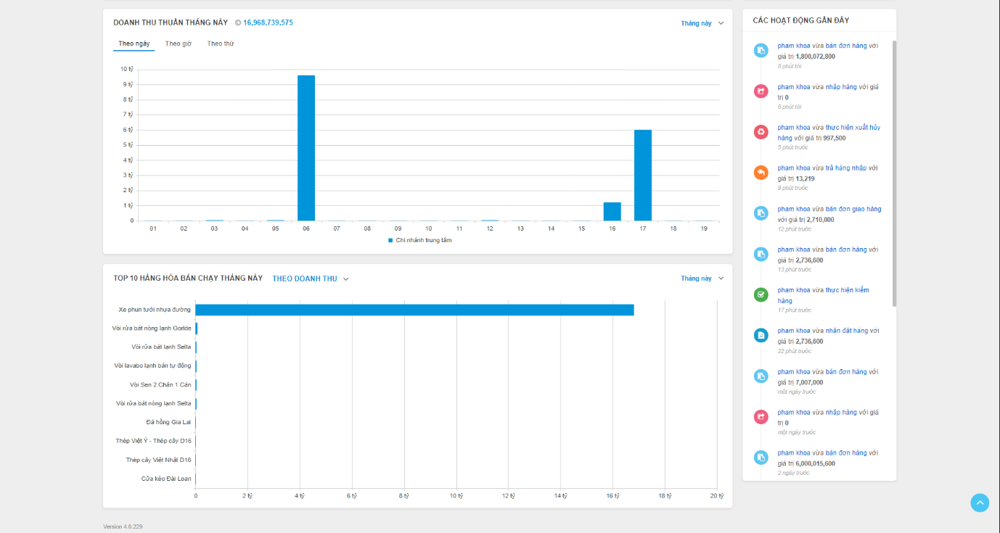 DOANH THU THUẦN THÁNG NÀY 16,968,739,575
Tháng này
Theo ngày Theo giờ Theo thứ
10 tỷ
9 tỷ
8 tỷ
7 tỷ
6 tỷ
5 tỷ
4 tỷ
3 tỷ
2 tỷ
1 tỷ
0
01 02 03 04 05 06 07 08 09 10 11 12 13 14 15 16 17 18 19
Chi nhánh trung tâm
TOP 10 HÀNG HÓA BÁN CHẠY THÁNG NÀY THEO DOANH THU
Tháng này
Xe phun tưới nhựa đường
Vòi rửa bát nóng lạnh Gorlde
Vòi rửa bát lạnh Selta
Vòi lavabo lạnh bán tự động
Vòi Sen 2 Chân 1 Cần
Vòi rửa bát nóng lạnh Selta
Đá hồng Gia Lai
Thép Việt Ý - Thép cây D16
Thép cây Việt Nhật D16
Cửa kéo Đài Loan
0 2 tỷ 4 tỷ 6 tỷ 8 tỷ 10 tỷ 12 tỷ 14 tỷ 16 tỷ 18 tỷ 20 tỷ
Version 4.0.229
CÁC HOẠT ĐỘNG GẦN ĐÂY
pham khoa vừa bán đơn hàng với
giá trị 1,800,072,800
8 phút tới
pham khoa vừa nhập hàng với giá
trị 0
8 phút tới
pham khoa vừa thực hiện xuất hủy
hàng với giá trị 997,500
5 phút trước
pham khoa vừa trả hàng nhập với
giá trị 13,219
9 phút trước
pham khoa vừa bán đơn giao hàng
với giá trị 2,710,000
12 phút trước
pham khoa vừa bán đơn hàng với
giá trị 2,736,600
13 phút trước
pham khoa vừa thực hiện kiểm
hàng
17 phút trước
pham khoa vừa nhận đặt hàng với
giá trị 2,736,600
22 phút trước
pham khoa vừa bán đơn hàng với
giá trị 7,007,000
một ngày trước
pham khoa vừa nhập hàng với giá
trị 0
một ngày trước
pham khoa vừa bán đơn hàng với
giá trị 6,000,015,600
2 ngày trước